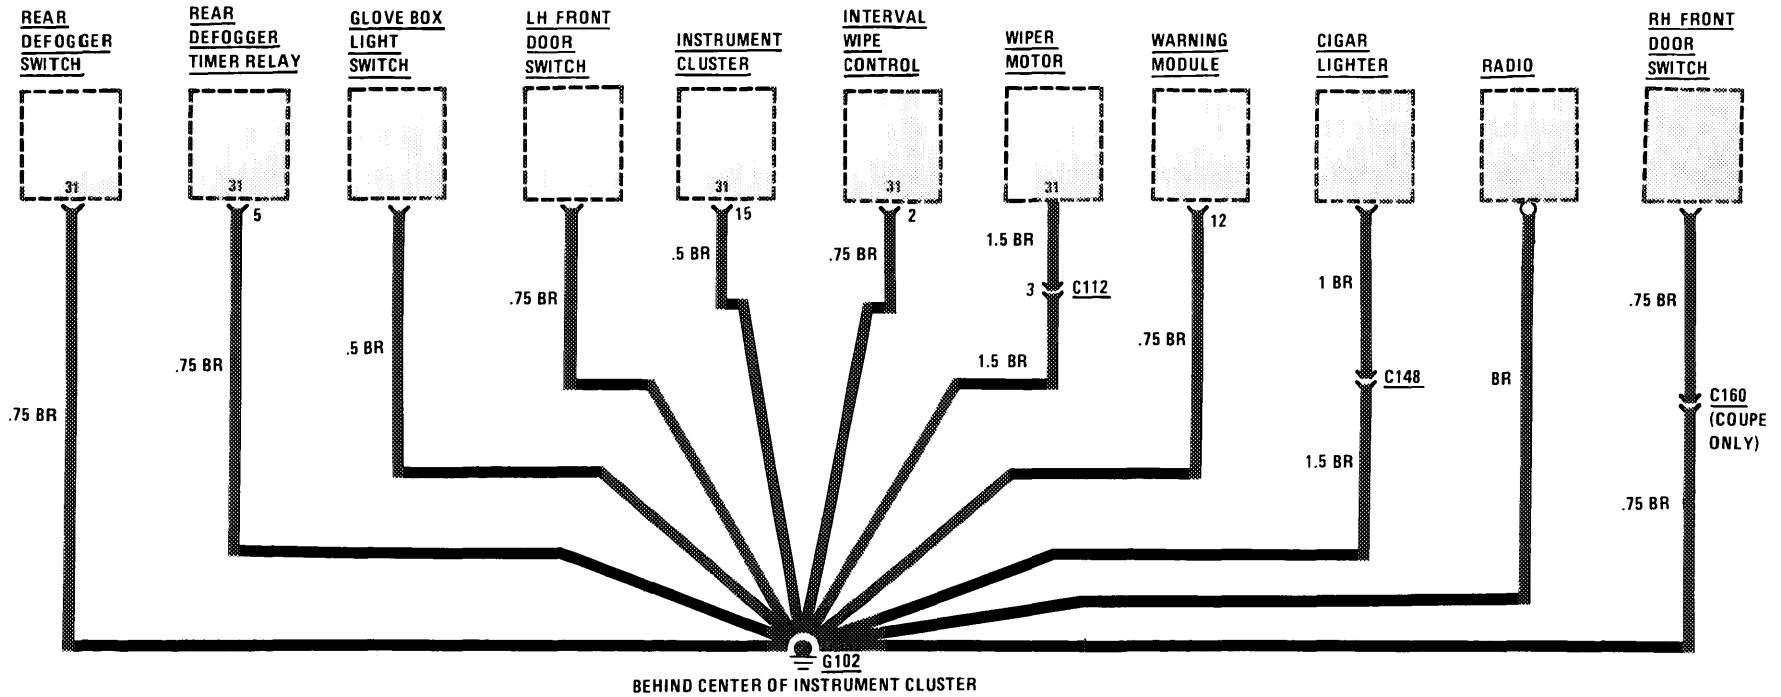 REAR
DEFOGGER
SWITCH
REAR
DEFOGGER
TIMER RELAY
GLOVE BOX
LIGHT
SWITCH
LH FRONT
DOOR
SWITCH
INSTRUMENT
CLUSTER
INTERVAL
WIPE
CONTROL
WIPER
MOTOR
WARNING
MODULE
CIGAR
LIGHTER
RADIO
RH FRONT
DOOR
SWITCH
31
31
31
31
31
5
15
2
12
1.5 BR
.5 BR
.75 BR
3
C112
1 BR
.75 BR
.75 BR
.75 BR
.5 BR
1.5 BR
.75 BR
C148
BR
.75 BR
C160
(COUPE
ONLY)
1.5 BR
.75 BR
G102
BEHIND CENTER OF INSTRUMENT CLUSTER